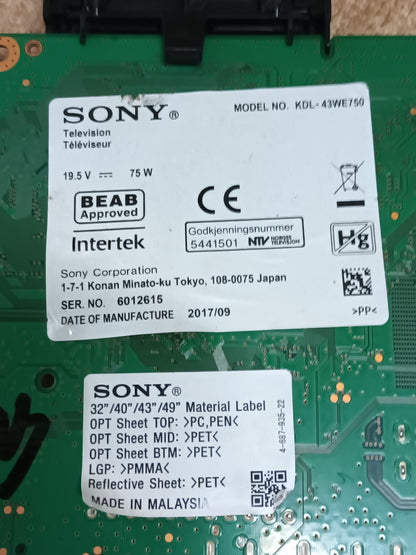 SONY®
MODEL NO. KDL-43WE750
Television
Téléviseur
19.5 V ⎓ 75 W
BEAB
Approved
CE
Intertek
Godkjenningsnummer
5441501 NTV NORGES TELEVISJON
Hg
Sony Corporation
1-7-1 Konan Minato-ku Tokyo, 108-0075 Japan
SER. NO. 6012615
DATE OF MANUFACTURE 2017/09
>PP<
SONY®
32"/40"/43"/49" Material Label
OPT Sheet TOP: >PC,PEN<
OPT Sheet MID: >PET<
OPT Sheet BTM: >PET<
LGP: >PMMA<
Reflective Sheet: >PET<
MADE IN MALAYSIA
4-687-935-22